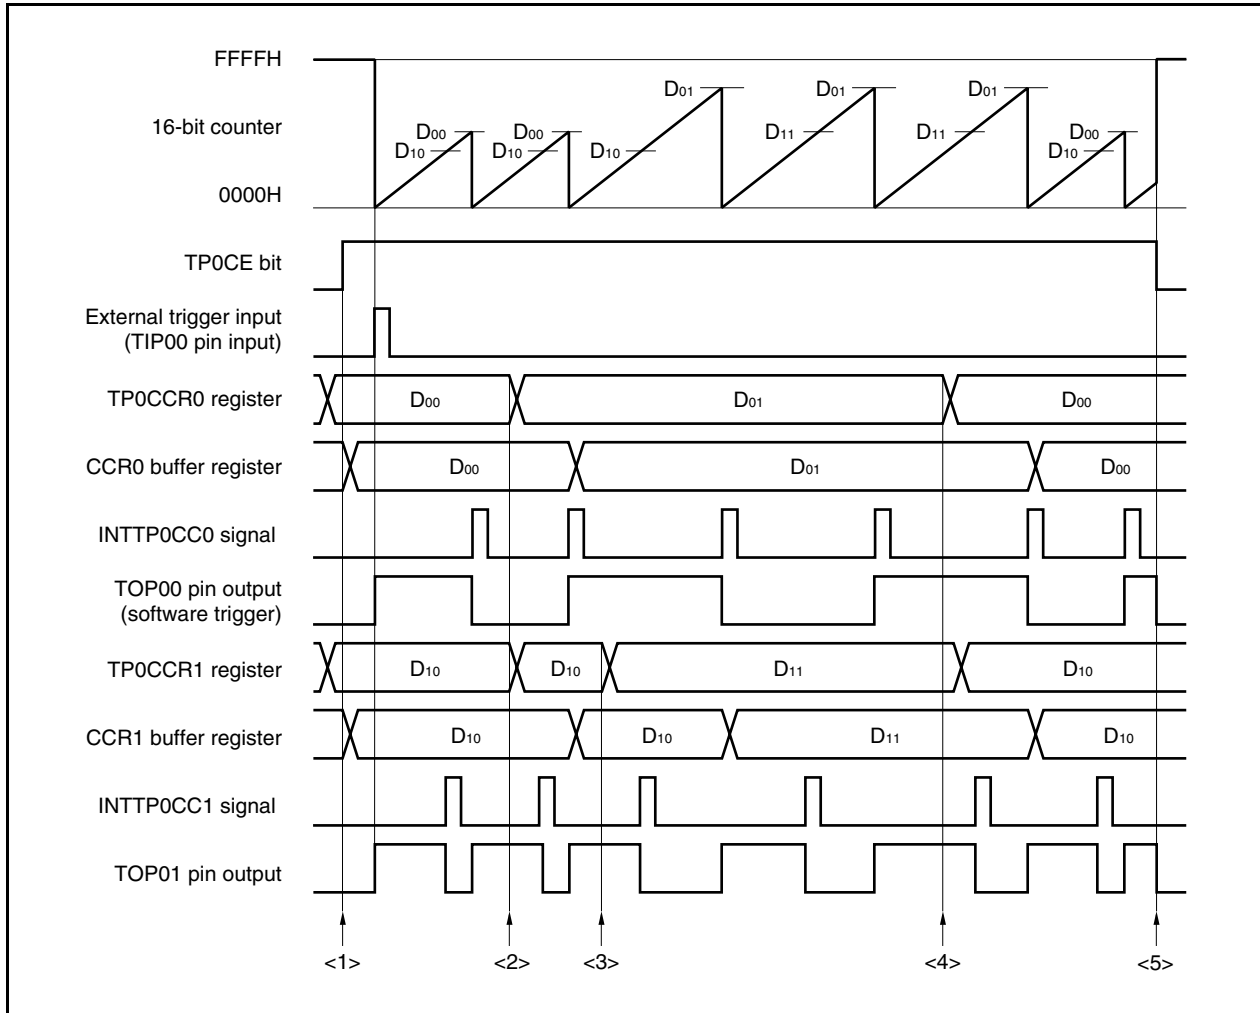 FFFFH
D01 D01 D01
16-bit counter
D00 D00 D11 D11 D00
D10 D10 D10 D10
0000H
TP0CE bit
External trigger input
(TIP00 pin input)
TP0CCR0 register D00 D01 D00
CCR0 buffer register D00 D01 D00
INTTP0CC0 signal
TOP00 pin output
(software trigger)
TP0CCR1 register D10 D10 D11 D10
CCR1 buffer register D10 D10 D11 D10
INTTP0CC1 signal
TOP01 pin output
<1> <2> <3> <4> <5>